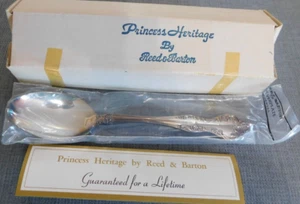 Princess Heritage
By
Reed & Barton
Princess Heritage by Reed & Barton
Guaranteed for a Lifetime